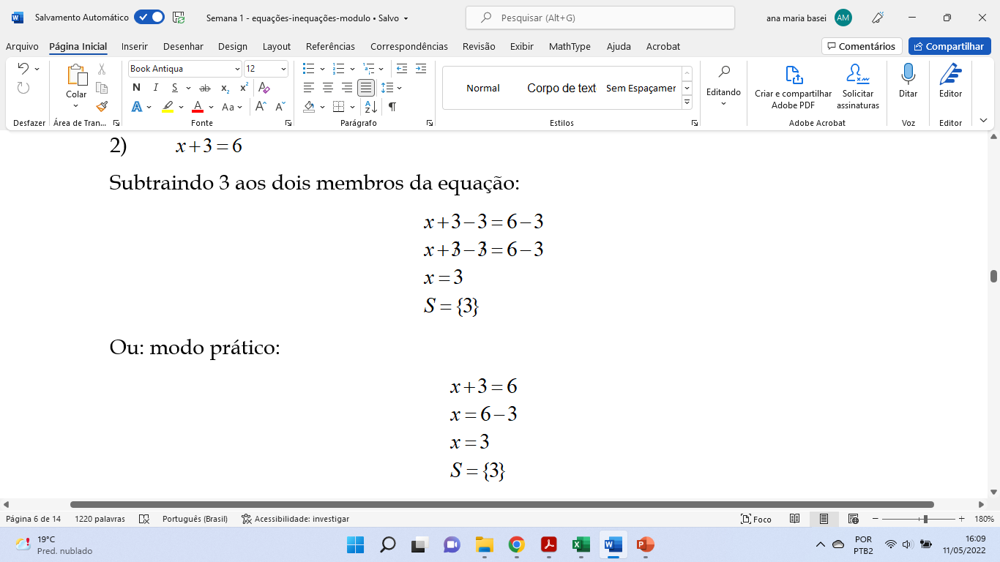 Salvamento Automático
Semana 1 - equações-inequações-modulo • Salvo
Pesquisar (Alt+G)
ana maria basei
AM
Arquivo Página Inicial Inserir Desenhar Design Layout Referências Correspondências Revisão Exibir MathType Ajuda Acrobat
Comentários
Compartilhar
Book Antiqua
12
N I S ab x₂ x² A
A A Aa A A
Colar
Normal
Corpo de text
Sem Espaçamer
Editando
Criar e compartilhar
Adobe PDF
Solicitar
assinaturas
Ditar
Editor
Desfazer
Área de Tran...
Fonte
Parágrafo
Estilos
Adobe Acrobat
Voz
Editor
2) x+3=6
Subtraindo 3 aos dois membros da equação:
x+3−3=6−3
x+3−3=6−3
x=3
S={3}
Ou: modo prático:
x+3=6
x=6−3
x=3
S={3}
Página 6 de 14
1220 palavras
Português (Brasil)
Acessibilidade: investigar
Foco
180%
19°C
Pred. nublado
POR
PTB2
16:09
11/05/2022